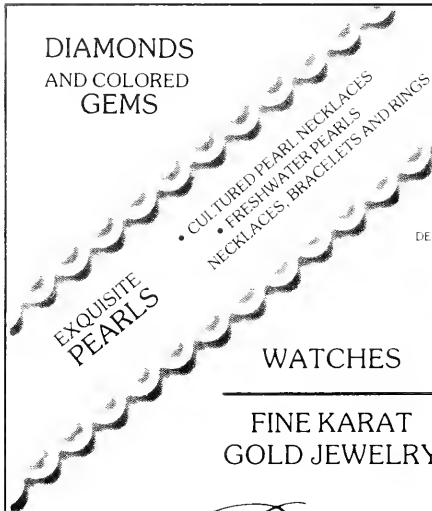 DIAMONDS
AND COLORED
GEMS
• CULTURED PEARL NECKLACES
• FRESHWATER PEARLS
NECKLACES, BRACELETS AND RINGS
EXQUISITE
PEARLS
DE
WATCHES
FINE KARAT
GOLD JEWELRY